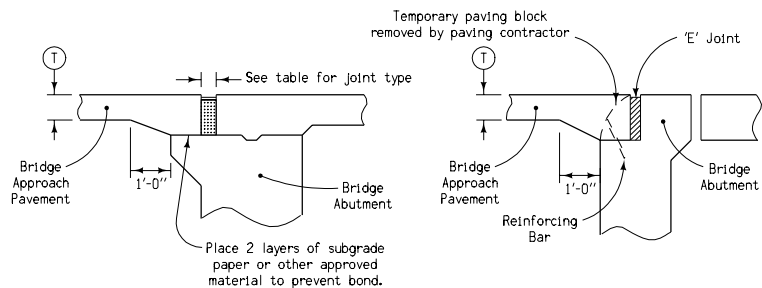 T
See table for joint type
Bridge
Approach
Pavement
1'-0"
Bridge
Abutment
Place 2 layers of subgrade
paper or other approved
material to prevent bond.
Temporary paving block
removed by paving contractor
'E' Joint
T
Bridge
Approach
Pavement
1'-0"
Reinforcing
Bar
Bridge
Abutment